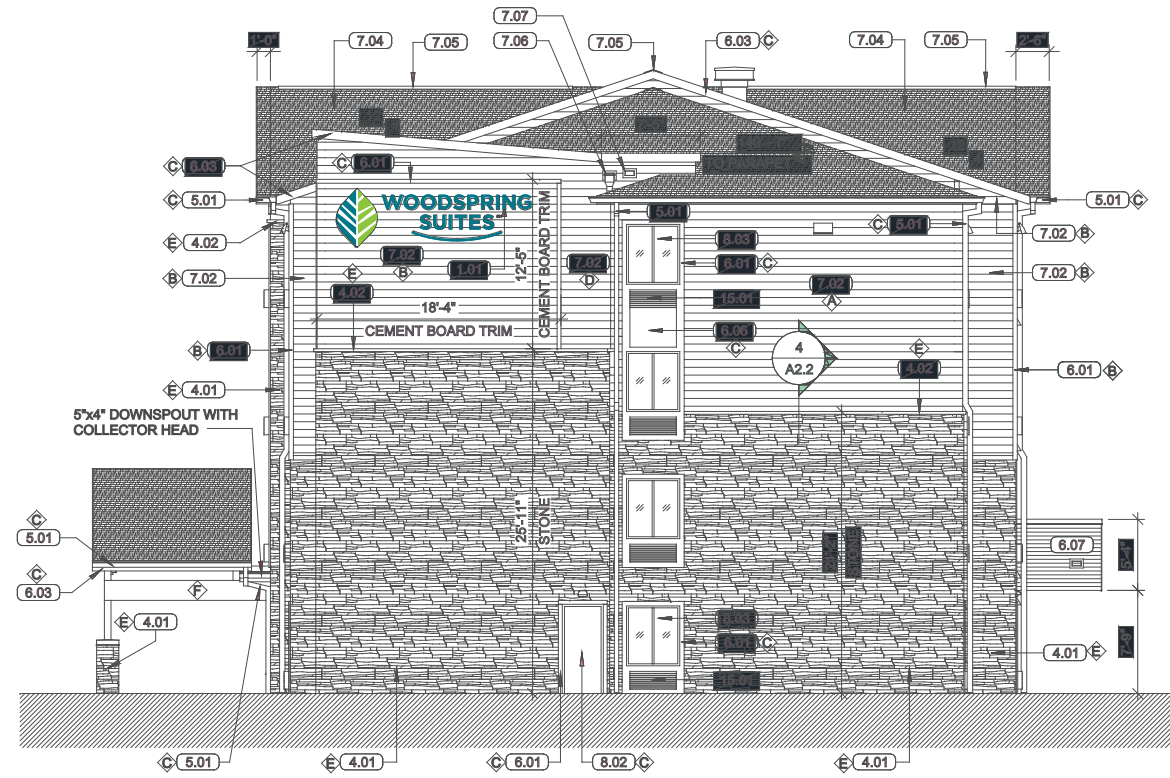 7.07
1'-0"
7.04
7.05
7.06
7.05
6.03 C
7.04
7.05
2'-6"
C 6.03
C 6.01
C 5.01
WOODSPRING
SUITES
5.01
C 5.01
5.01 C
E 4.02
8.03
7.02 B
B 7.02
7.02
B
1.01
7.02
D
6.01 C
7.02 B
E
4.02
12'-5"
CEMENT BOARD TRIM
7.02
A
15.01
18'-4"
CEMENT BOARD TRIM
6.06
C
4
A2.2
E
4.02
B 6.01
6.01 B
E 4.01
5"x4" DOWNSPOUT WITH
COLLECTOR HEAD
25'-11"
STONE
STONE
C
5.01
6.07
5'-4"
C
6.03
F
E 4.01
8.03
6.01 C
7'-9"
4.01 E
15.01
C 5.01
E 4.01
C 6.01
8.02 C
E 4.01